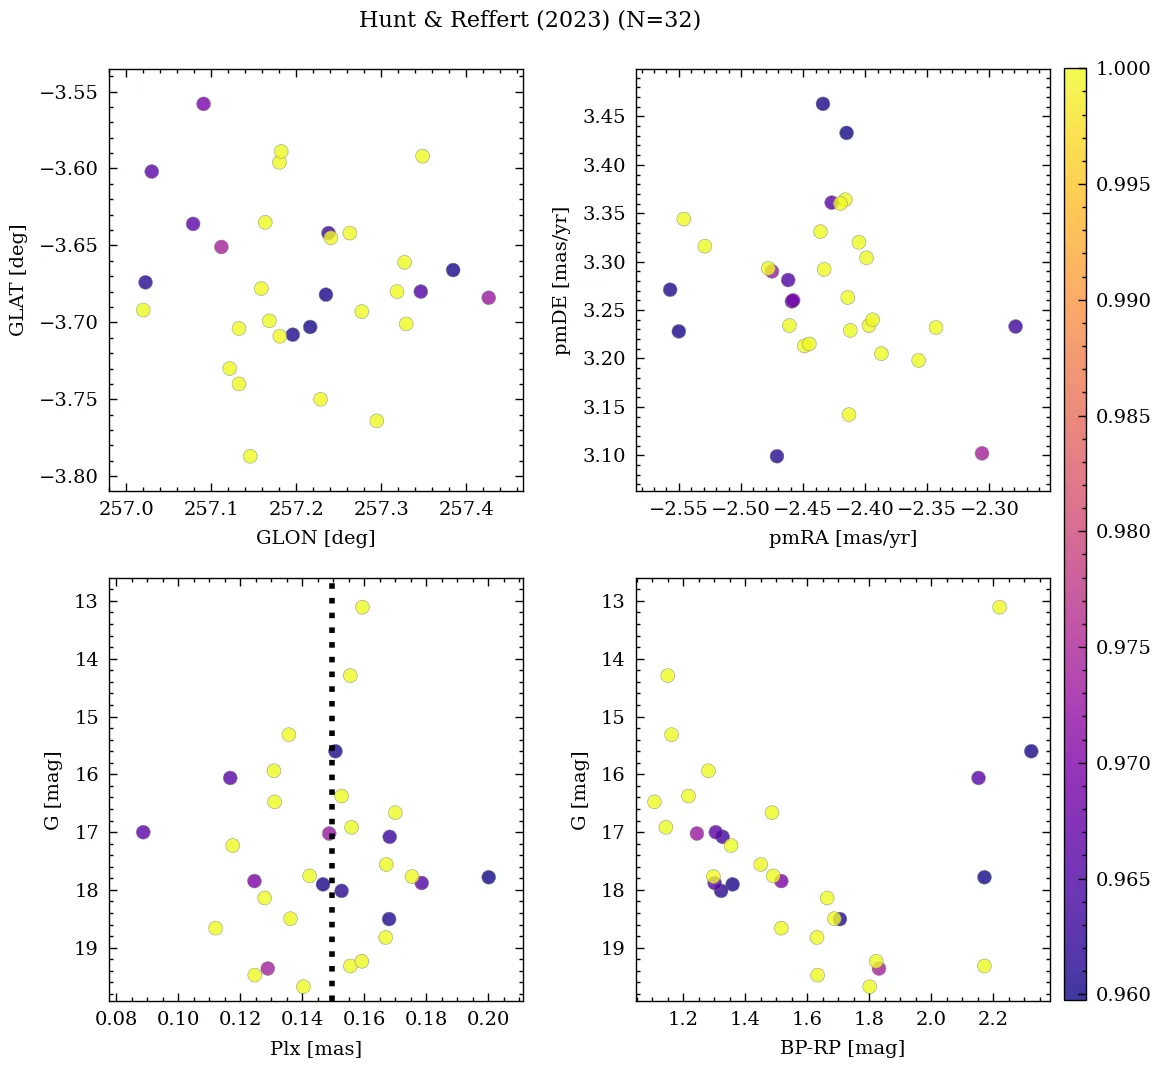 Hunt & Reffert (2023) (N=32)
−3.55
−3.60
−3.65
−3.70
−3.75
−3.80
GLAT [deg]
257.0 257.1 257.2 257.3 257.4
GLON [deg]
3.45
3.40
3.35
3.30
3.25
3.20
3.15
3.10
pmDE [mas/yr]
−2.55 −2.50 −2.45 −2.40 −2.35 −2.30
pmRA [mas/yr]
1.000
0.995
0.990
0.985
0.980
0.975
0.970
0.965
0.960
13
14
15
16
17
18
19
G [mag]
0.08 0.10 0.12 0.14 0.16 0.18 0.20
Plx [mas]
13
14
15
16
17
18
19
G [mag]
1.2 1.4 1.6 1.8 2.0 2.2
BP-RP [mag]